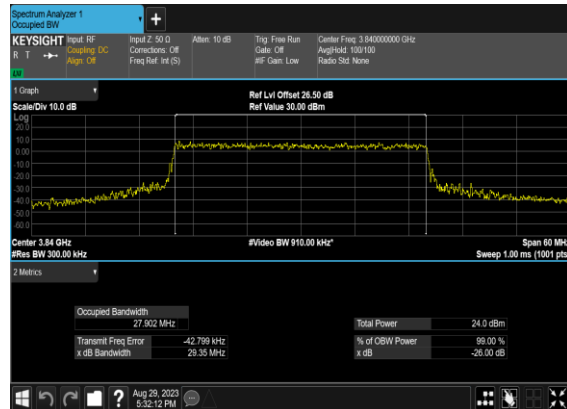 Spectrum Analyzer 1
Occupied BW
+
KEYSIGHT Input: RF Input Z: 50 Ω Atten: 10 dB Trig: Free Run Center Freq: 3.840000000 GHz
R T Coupling: DC Corrections: Off Gate: Off Avg|Hold: 100/100
Align: Off Freq Ref: Int (S) #IF Gain: Low Radio Std: None
LW
1 Graph
Ref Lvl Offset 26.50 dB
Scale/Div 10.0 dB Ref Value 30.00 dBm
Log
20.0
10.0
0.00
-10.0
-20.0
-30.0
-40.0
-50.0
-60.0
Center 3.84 GHz #Video BW 910.00 kHz* Span 60 MHz
#Res BW 300.00 kHz Sweep 1.00 ms (1001 pts
2 Metrics
Occupied Bandwidth
27.902 MHz Total Power 24.0 dBm
Transmit Freq Error -42.799 kHz % of OBW Power 99.00 %
x dB Bandwidth 29.35 MHz x dB -26.00 dB
? Aug 29, 2023
5:32:12 PM